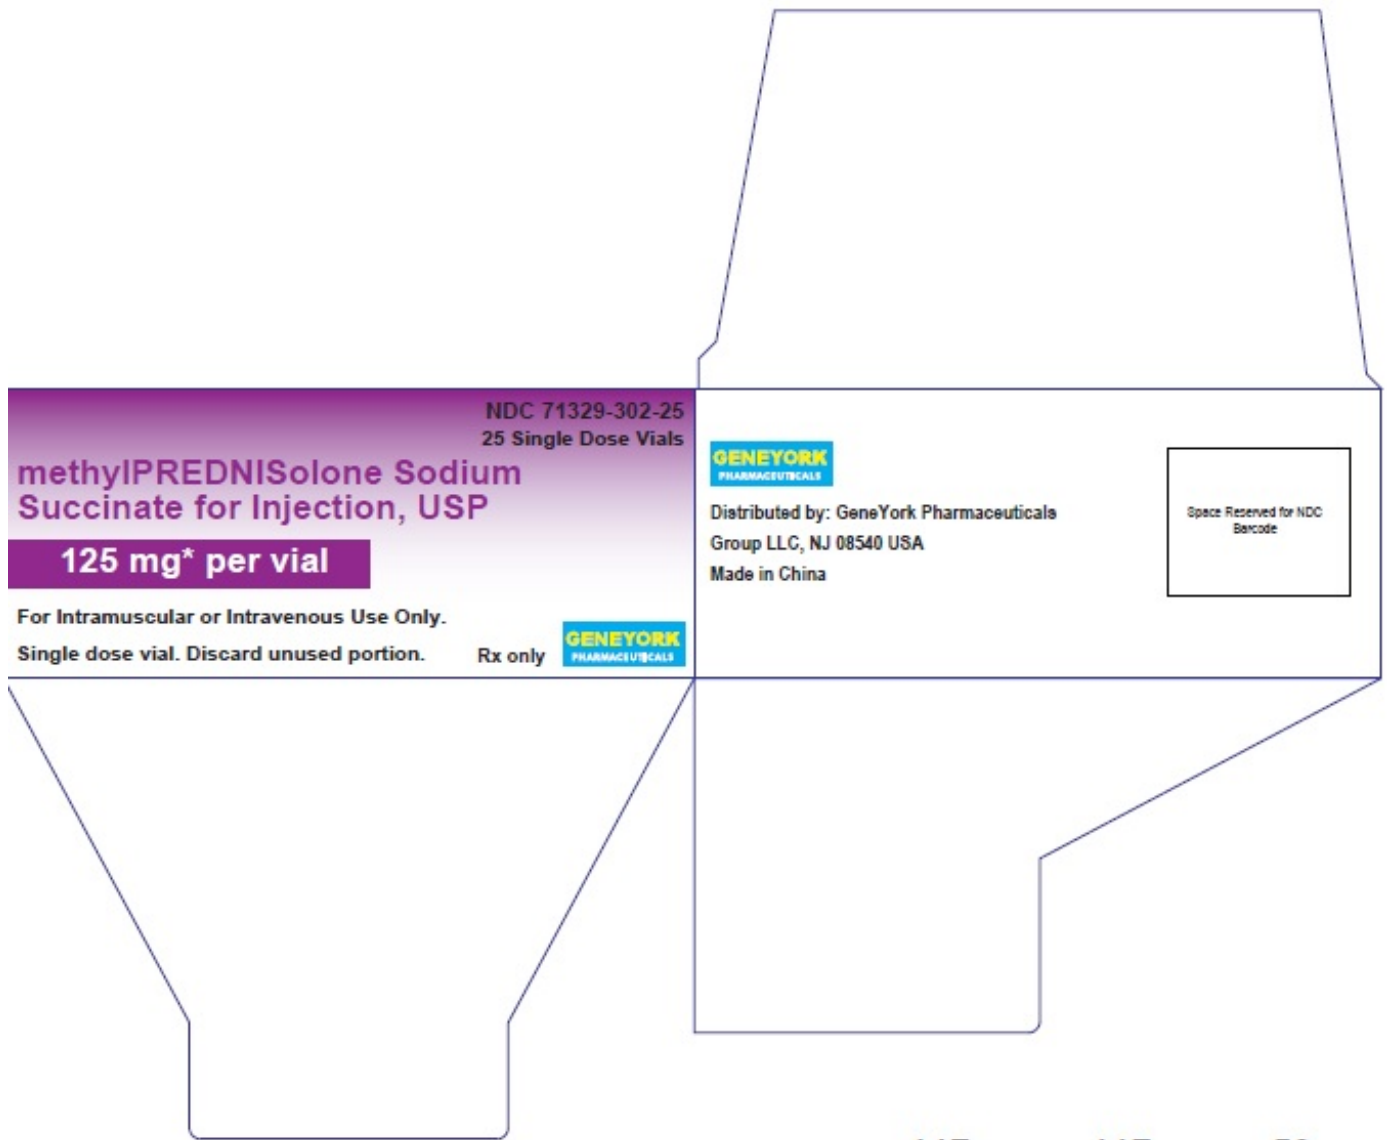 NDC 71329-302-25
25 Single Dose Vials
methylPREDNISolone Sodium
Succinate for Injection, USP
125 mg* per vial
For Intramuscular or Intravenous Use Only.
Single dose vial. Discard unused portion.
Rx only
GENEYORK
PHARMACEUTICALS
GENEYORK
PHARMACEUTICALS
Distributed by: GeneYork Pharmaceuticals
Group LLC, NJ 08540 USA
Made in China
Space Reserved for NDC
Barcode